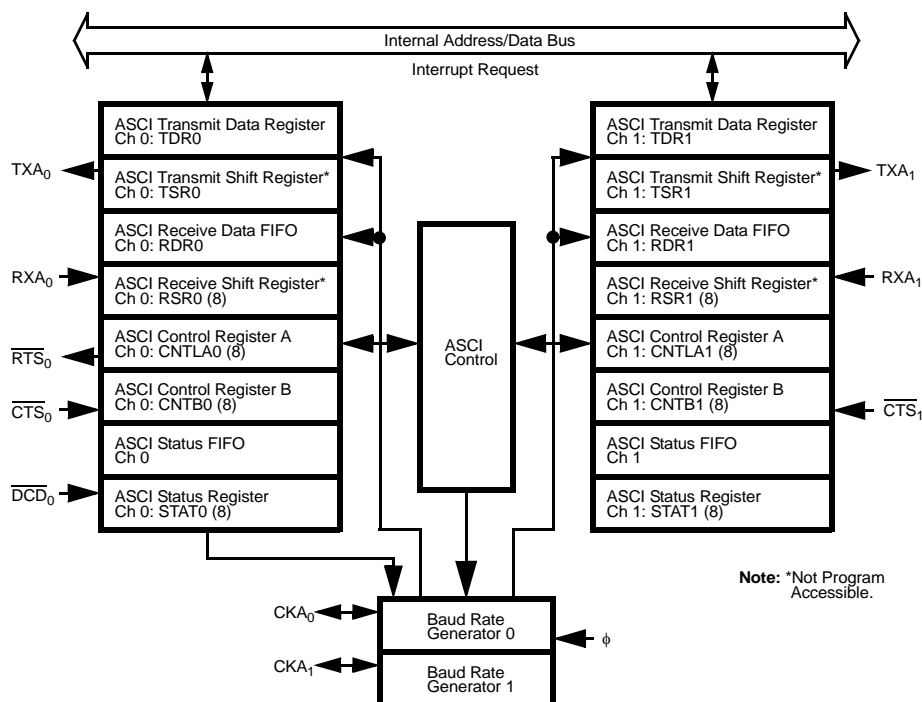 Internal Address/Data Bus
Interrupt Request
ASCI Transmit Data Register
Ch 0: TDR0
TXA0
ASCI Transmit Shift Register*
Ch 0: TSR0
ASCI Receive Data FIFO
Ch 0: RDR0
RXA0
ASCI Receive Shift Register*
Ch 0: RSR0 (8)
RTS0
ASCI Control Register A
Ch 0: CNTLA0 (8)
CTS0
ASCI Control Register B
Ch 0: CNTB0 (8)
ASCI Status FIFO
Ch 0
DCD0
ASCI Status Register
Ch 0: STAT0 (8)
ASCI
Control
ASCI Transmit Data Register
Ch 1: TDR1
ASCI Transmit Shift Register*
Ch 1: TSR1
TXA1
ASCI Receive Data FIFO
Ch 1: RDR1
ASCI Receive Shift Register*
Ch 1: RSR1 (8)
RXA1
ASCI Control Register A
Ch 1: CNTLA1 (8)
ASCI Control Register B
Ch 1: CNTB1 (8)
CTS1
ASCI Status FIFO
Ch 1
ASCI Status Register
Ch 1: STAT1 (8)
Note: *Not Program
Accessible.
CKA0
Baud Rate
Generator 0
ϕ
CKA1
Baud Rate
Generator 1